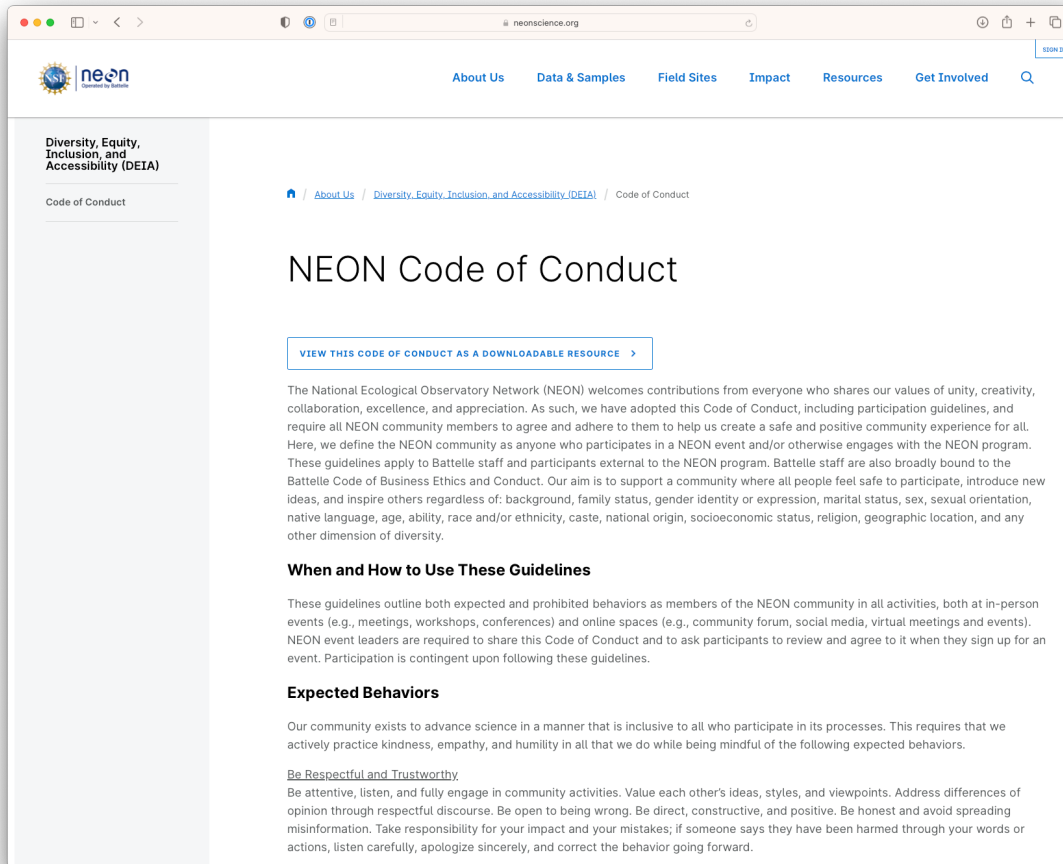 neonscience.org
SIGN I
NSF
neon
Operated by Battelle
About Us
Data & Samples
Field Sites
Impact
Resources
Get Involved
Diversity, Equity,
Inclusion, and
Accessibility (DEIA)
Code of Conduct
About Us / Diversity, Equity, Inclusion, and Accessibility (DEIA) / Code of Conduct
NEON Code of Conduct
VIEW THIS CODE OF CONDUCT AS A DOWNLOADABLE RESOURCE
The National Ecological Observatory Network (NEON) welcomes contributions from everyone who shares our values of unity, creativity,
collaboration, excellence, and appreciation. As such, we have adopted this Code of Conduct, including participation guidelines, and
require all NEON community members to agree and adhere to them to help us create a safe and positive community experience for all.
Here, we define the NEON community as anyone who participates in a NEON event and/or otherwise engages with the NEON program.
These guidelines apply to Battelle staff and participants external to the NEON program. Battelle staff are also broadly bound to the
Battelle Code of Business Ethics and Conduct. Our aim is to support a community where all people feel safe to participate, introduce new
ideas, and inspire others regardless of: background, family status, gender identity or expression, marital status, sex, sexual orientation,
native language, age, ability, race and/or ethnicity, caste, national origin, socioeconomic status, religion, geographic location, and any
other dimension of diversity.
When and How to Use These Guidelines
These guidelines outline both expected and prohibited behaviors as members of the NEON community in all activities, both at in-person
events (e.g., meetings, workshops, conferences) and online spaces (e.g., community forum, social media, virtual meetings and events).
NEON event leaders are required to share this Code of Conduct and to ask participants to review and agree to it when they sign up for an
event. Participation is contingent upon following these guidelines.
Expected Behaviors
Our community exists to advance science in a manner that is inclusive to all who participate in its processes. This requires that we
actively practice kindness, empathy, and humility in all that we do while being mindful of the following expected behaviors.
Be Respectful and Trustworthy
Be attentive, listen, and fully engage in community activities. Value each other's ideas, styles, and viewpoints. Address differences of
opinion through respectful discourse. Be open to being wrong. Be direct, constructive, and positive. Be honest and avoid spreading
misinformation. Take responsibility for your impact and your mistakes; if someone says they have been harmed through your words or
actions, listen carefully, apologize sincerely, and correct the behavior going forward.